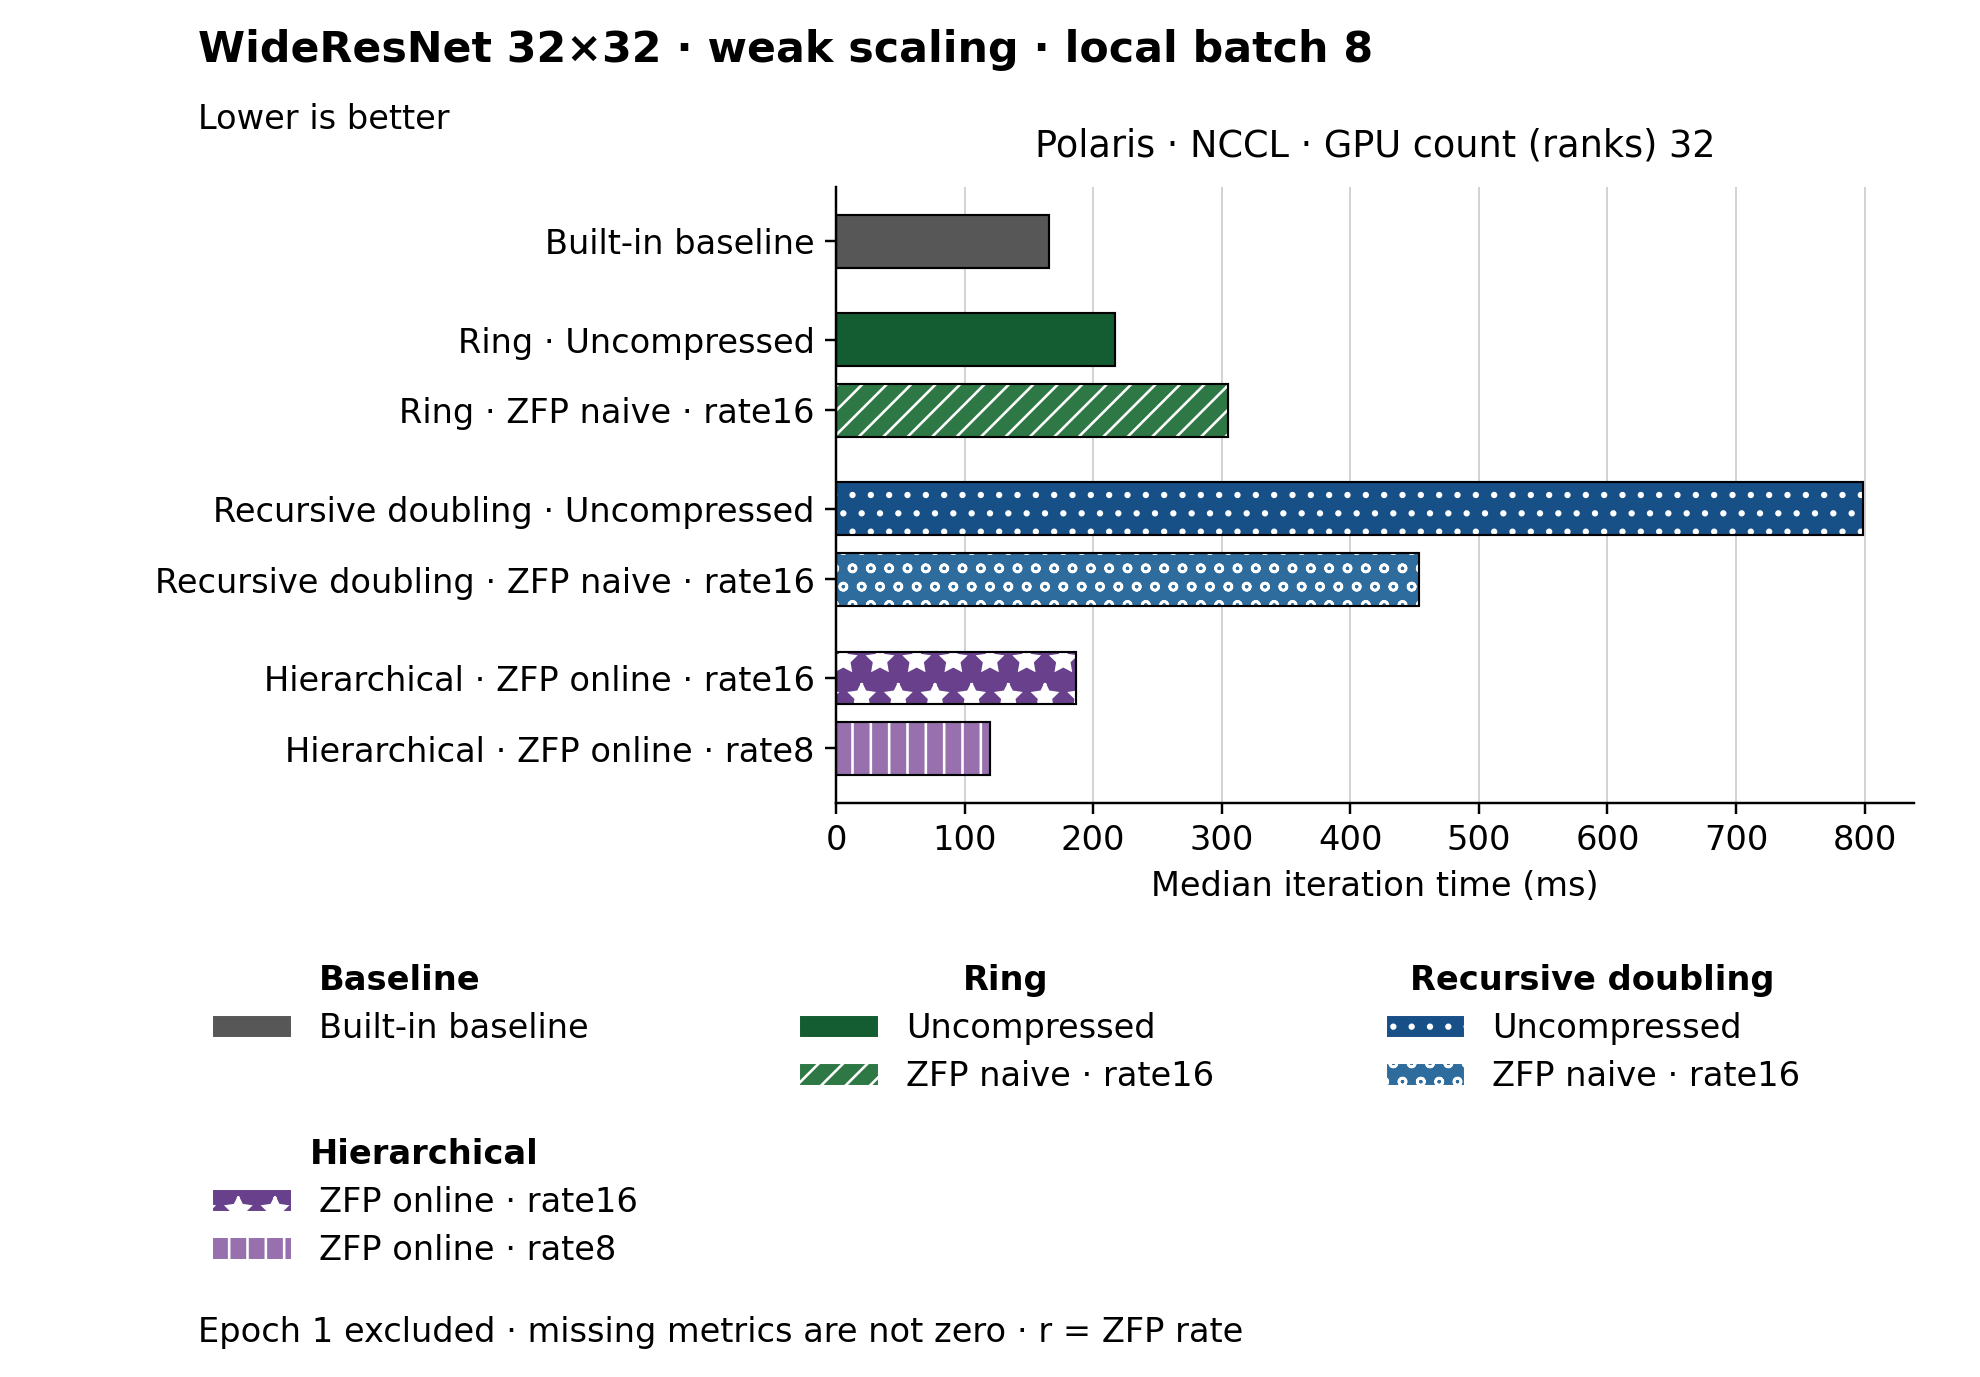 WideResNet 32×32 · weak scaling · local batch 8
Lower is better
Polaris · NCCL · GPU count (ranks) 32
Built-in baseline
Ring · Uncompressed
Ring · ZFP naive · rate16
Recursive doubling · Uncompressed
Recursive doubling · ZFP naive · rate16
Hierarchical · ZFP online · rate16
Hierarchical · ZFP online · rate8
0 100 200 300 400 500 600 700 800
Median iteration time (ms)
Baseline
Built-in baseline
Ring
Uncompressed
ZFP naive · rate16
Recursive doubling
Uncompressed
ZFP naive · rate16
Hierarchical
ZFP online · rate16
ZFP online · rate8
Epoch 1 excluded · missing metrics are not zero · r = ZFP rate